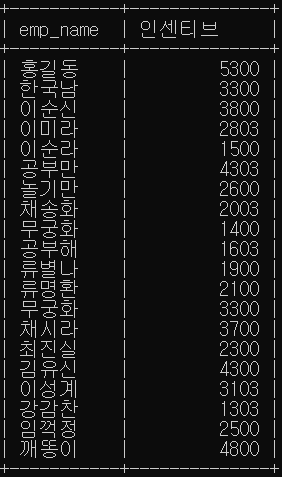 emp_name | 인센티브
홍길동 | 5300
한국남 | 3300
이순신 | 3800
이미라 | 2803
이순라 | 1500
공부만 | 4303
놀기만 | 2600
채송화 | 2003
무궁화 | 1400
공부해 | 1603
류별나 | 1900
류명환 | 2100
무궁화 | 3300
채시라 | 3700
최진실 | 2300
김유신 | 4300
이성계 | 3103
강감찬 | 1303
임꺽정 | 2500
깨똥이 | 4800